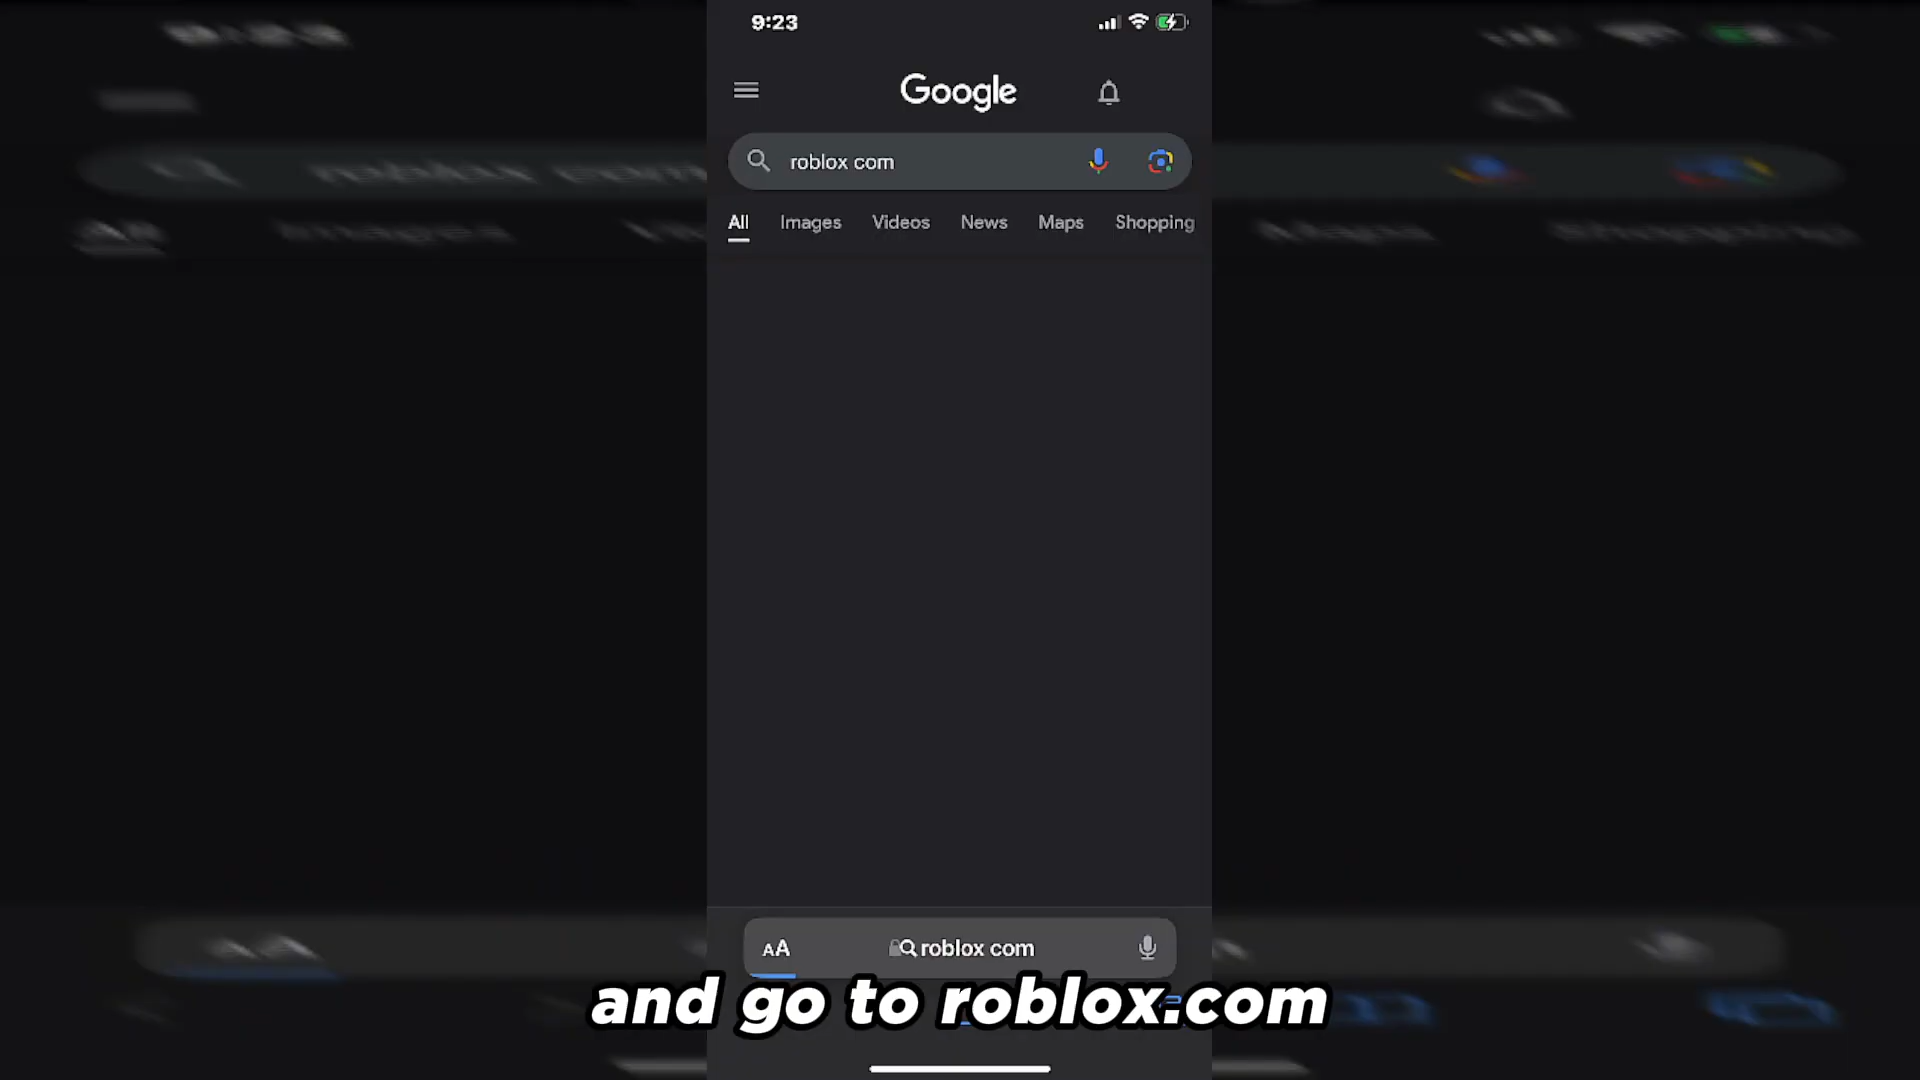 9:23
Google
roblox com
All Images Videos News Maps Shopping
AA roblox com
and go to roblox.com